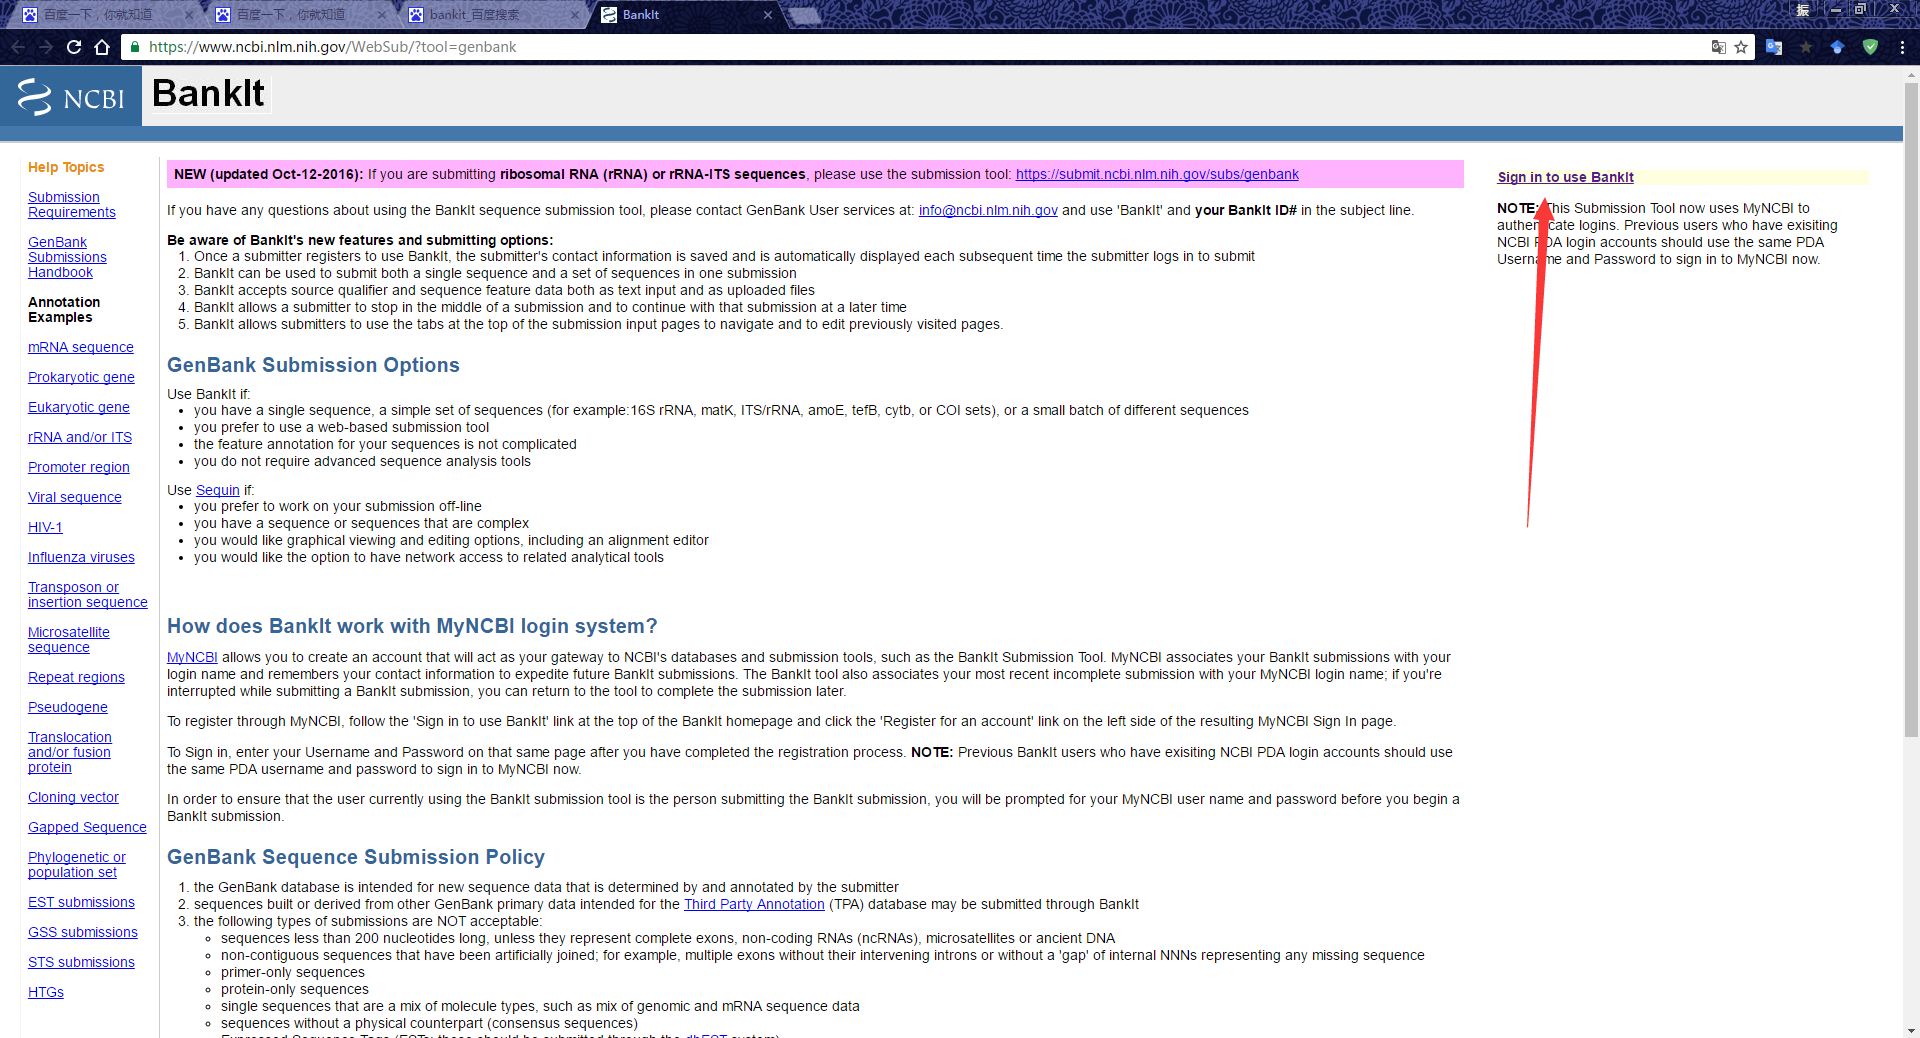 百度一下，你就知道
百度一下，你就知道
bankit_百度搜索
BankIt
振
https://www.ncbi.nlm.nih.gov/WebSub/?tool=genbank
NCBI
BankIt
Help Topics
Submission
Requirements
GenBank
Submissions
Handbook
Annotation
Examples
mRNA sequence
Prokaryotic gene
Eukaryotic gene
rRNA and/or ITS
Promoter region
Viral sequence
HIV-1
Influenza viruses
Transposon or
insertion sequence
Microsatellite
sequence
Repeat regions
Pseudogene
Translocation
and/or fusion
protein
Cloning vector
Gapped Sequence
Phylogenetic or
population set
EST submissions
GSS submissions
STS submissions
HTGs
NEW (updated Oct-12-2016): If you are submitting ribosomal RNA (rRNA) or rRNA-ITS sequences, please use the submission tool: https://submit.ncbi.nlm.nih.gov/subs/genbank
If you have any questions about using the BankIt sequence submission tool, please contact GenBank User services at: info@ncbi.nlm.nih.gov and use 'BankIt' and your BankIt ID# in the subject line.
Be aware of BankIt's new features and submitting options:
1. Once a submitter registers to use BankIt, the submitter's contact information is saved and is automatically displayed each subsequent time the submitter logs in to submit
2. BankIt can be used to submit both a single sequence and a set of sequences in one submission
3. BankIt accepts source qualifier and sequence feature data both as text input and as uploaded files
4. BankIt allows a submitter to stop in the middle of a submission and to continue with that submission at a later time
5. BankIt allows submitters to use the tabs at the top of the submission input pages to navigate and to edit previously visited pages.
GenBank Submission Options
Use BankIt if:
• you have a single sequence, a simple set of sequences (for example:16S rRNA, matK, ITS/rRNA, amoE, tefB, cytb, or COI sets), or a small batch of different sequences
• you prefer to use a web-based submission tool
• the feature annotation for your sequences is not complicated
• you do not require advanced sequence analysis tools
Use Sequin if:
• you prefer to work on your submission off-line
• you have a sequence or sequences that are complex
• you would like graphical viewing and editing options, including an alignment editor
• you would like the option to have network access to related analytical tools
How does BankIt work with MyNCBI login system?
MyNCBI allows you to create an account that will act as your gateway to NCBI's databases and submission tools, such as the BankIt Submission Tool. MyNCBI associates your BankIt submissions with your
login name and remembers your contact information to expedite future BankIt submissions. The BankIt tool also associates your most recent incomplete submission with your MyNCBI login name; if you're
interrupted while submitting a BankIt submission, you can return to the tool to complete the submission later.
To register through MyNCBI, follow the 'Sign in to use BankIt' link at the top of the BankIt homepage and click the 'Register for an account' link on the left side of the resulting MyNCBI Sign In page.
To Sign in, enter your Username and Password on that same page after you have completed the registration process. NOTE: Previous BankIt users who have exisiting NCBI PDA login accounts should use
the same PDA username and password to sign in to MyNCBI now.
In order to ensure that the user currently using the BankIt submission tool is the person submitting the BankIt submission, you will be prompted for your MyNCBI user name and password before you begin a
BankIt submission.
GenBank Sequence Submission Policy
1. the GenBank database is intended for new sequence data that is determined by and annotated by the submitter
2. sequences built or derived from other GenBank primary data intended for the Third Party Annotation (TPA) database may be submitted through BankIt
3. the following types of submissions are NOT acceptable:
◦ sequences less than 200 nucleotides long, unless they represent complete exons, non-coding RNAs (ncRNAs), microsatellites or ancient DNA
◦ non-contiguous sequences that have been artificially joined; for example, multiple exons without their intervening introns or without a 'gap' of internal NNNs representing any missing sequence
◦ primer-only sequences
◦ protein-only sequences
◦ single sequences that are a mix of molecule types, such as mix of genomic and mRNA sequence data
◦ sequences without a physical counterpart (consensus sequences)
◦ Expressed Sequence Tags (ESTs; these should be submitted through the dbEST system)
Sign in to use BankIt
NOTE: This Submission Tool now uses MyNCBI to
authenticate logins. Previous users who have exisiting
NCBI PDA login accounts should use the same PDA
Username and Password to sign in to MyNCBI now.